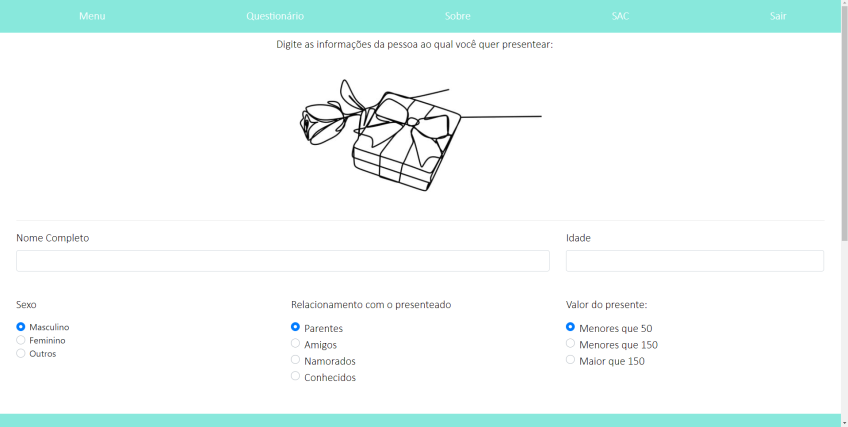 Menu Questionário Sobre SAC Sair
Digite as informações da pessoa ao qual você quer presentear:
Nome Completo Idade
Sexo Relacionamento com o presenteado Valor do presente:
Masculino Parentes Menores que 50
Feminino Amigos Menores que 150
Outros Namorados Maior que 150
Conhecidos